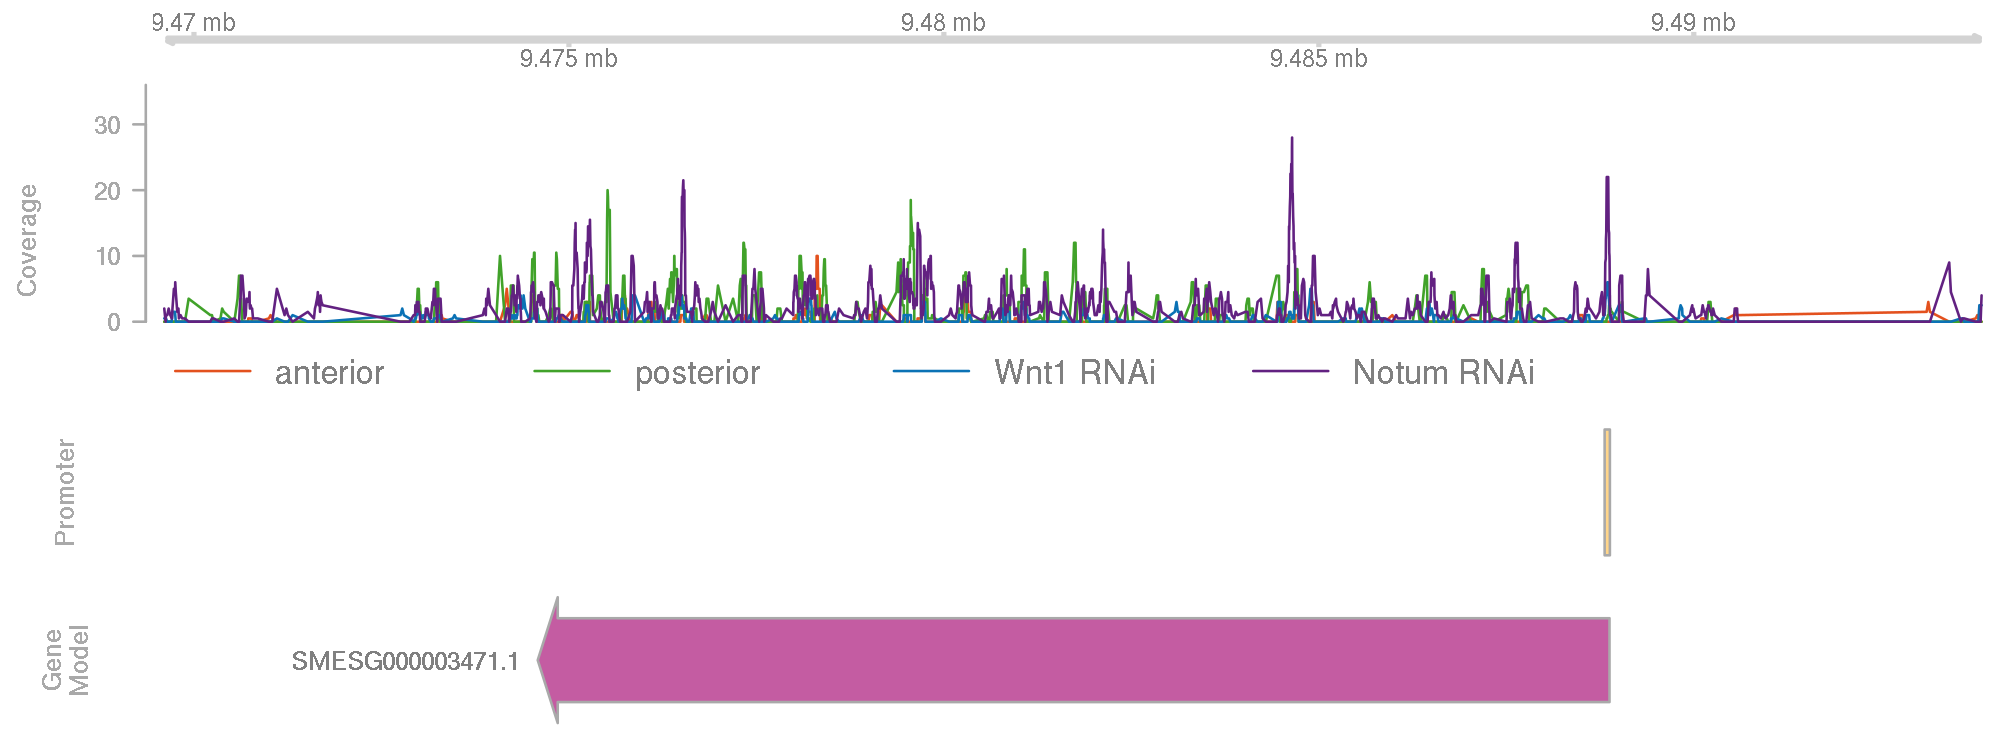 9.47 mb 9.48 mb 9.49 mb
9.475 mb 9.485 mb
Coverage
30
20
10
0
anterior posterior Wnt1 RNAi Notum RNAi
Promoter
Gene
Model
SMESG000003471.1